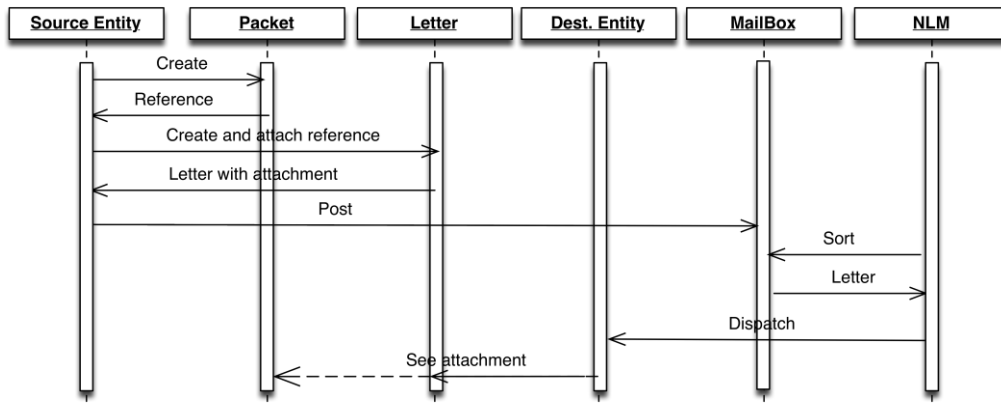 Source Entity
Packet
Letter
Dest. Entity
MailBox
NLM
Create
Reference
Create and attach reference
Letter with attachment
Post
Sort
Letter
Dispatch
See attachment